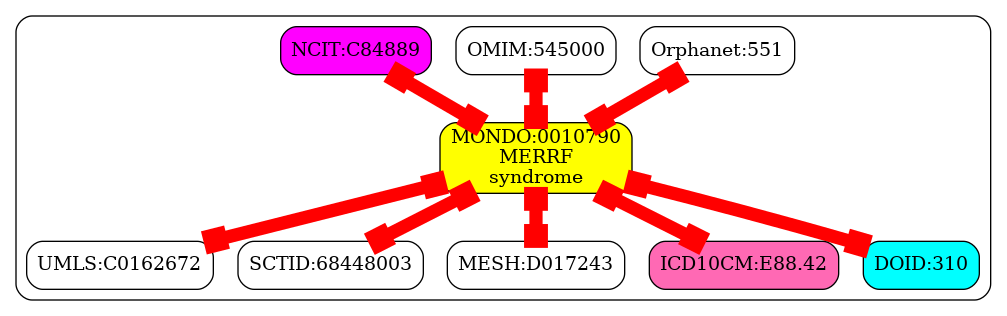 NCIT:C84889
OMIM:545000
Orphanet:551
MONDO:0010790
MERRF
syndrome
UMLS:C0162672
SCTID:68448003
MESH:D017243
ICD10CM:E88.42
DOID:310